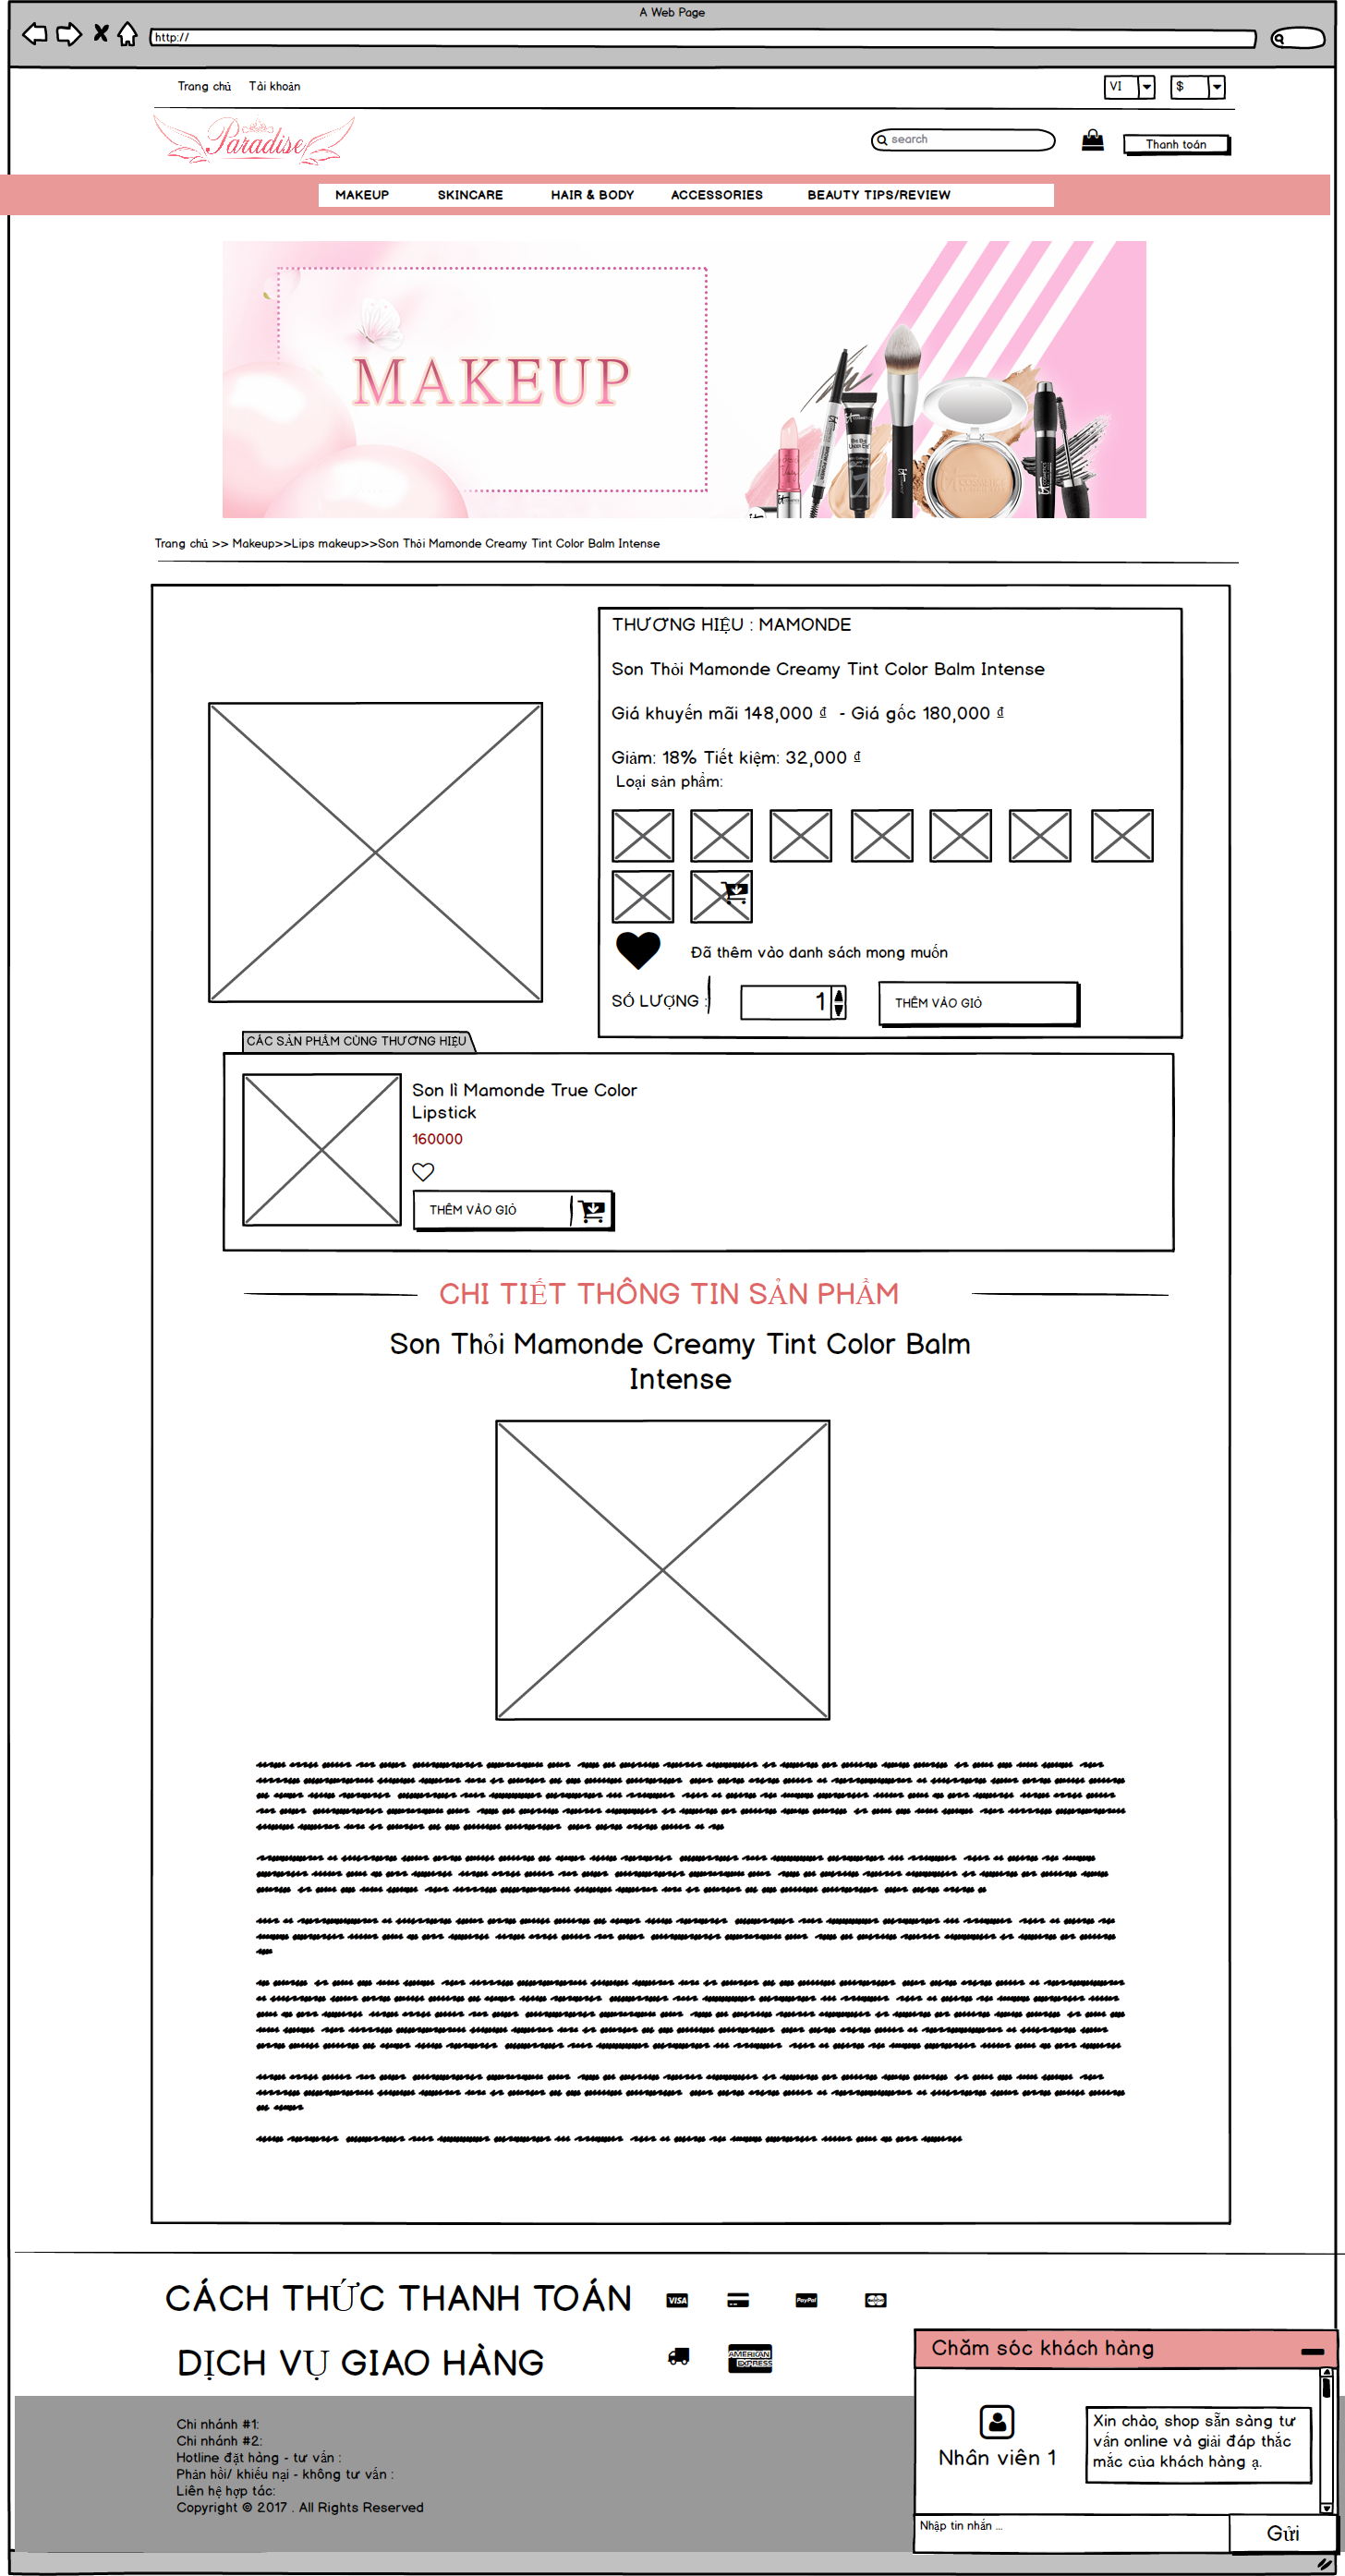 A Web Page
http://
Trang chủ Tài khoản VI $
Paradise search Thanh toán
MAKEUP SKINCARE HAIR & BODY ACCESSORIES BEAUTY TIPS/REVIEW
MAKEUP
Trang chủ >> Makeup>>Lips makeup>>Son Thỏi Mamonde Creamy Tint Color Balm Intense
THƯƠNG HIỆU : MAMONDE
Son Thỏi Mamonde Creamy Tint Color Balm Intense
Giá khuyến mãi 148,000 ₫ - Giá gốc 180,000 ₫
Giảm: 18% Tiết kiệm: 32,000 ₫
Loại sản phẩm:
Đã thêm vào danh sách mong muốn
SỐ LƯỢNG : 1 THÊM VÀO GIỎ
CÁC SẢN PHẨM CÙNG THƯƠNG HIỆU
Son lì Mamonde True Color
Lipstick
160000
THÊM VÀO GIỎ
CHI TIẾT THÔNG TIN SẢN PHẨM
Son Thỏi Mamonde Creamy Tint Color Balm
Intense
CÁCH THỨC THANH TOÁN VISA PayPal
DỊCH VỤ GIAO HÀNG AMERICAN EXPRESS
Chăm sóc khách hàng
Xin chào, shop sẵn sàng tư
vấn online và giải đáp thắc
mắc của khách hàng ạ.
Nhân viên 1
Chi nhánh #1:
Chi nhánh #2:
Hotline đặt hàng - tư vấn :
Phản hồi/ khiếu nại - không tư vấn :
Liên hệ hợp tác:
Copyright © 2017 . All Rights Reserved
Nhập tin nhắn ...
Gửi